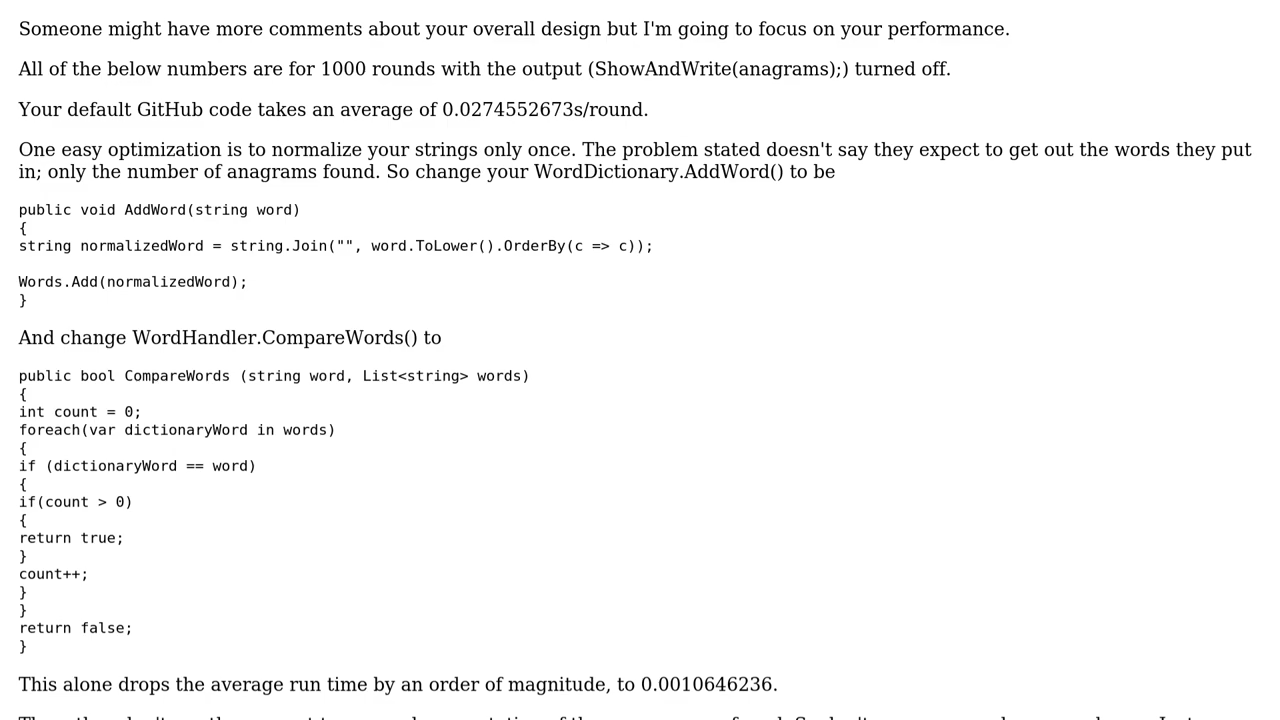 Someone might have more comments about your overall design but I'm going to focus on your performance.
All of the below numbers are for 1000 rounds with the output (ShowAndWrite(anagrams);) turned off.
Your default GitHub code takes an average of 0.0274552673s/round.
One easy optimization is to normalize your strings only once. The problem stated doesn't say they expect to get out the words they put
in; only the number of anagrams found. So change your WordDictionary.AddWord() to be
public void AddWord(string word)
{
string normalizedWord = string.Join("", word.ToLower().OrderBy(c => c));
Words.Add(normalizedWord);
}
And change WordHandler.CompareWords() to
public bool CompareWords (string word, List<string> words)
{
int count = 0;
foreach(var dictionaryWord in words)
{
if (dictionaryWord == word)
{
if(count > 0)
{
return true;
}
count++;
}
}
return false;
}
This alone drops the average run time by an order of magnitude, to 0.0010646236.